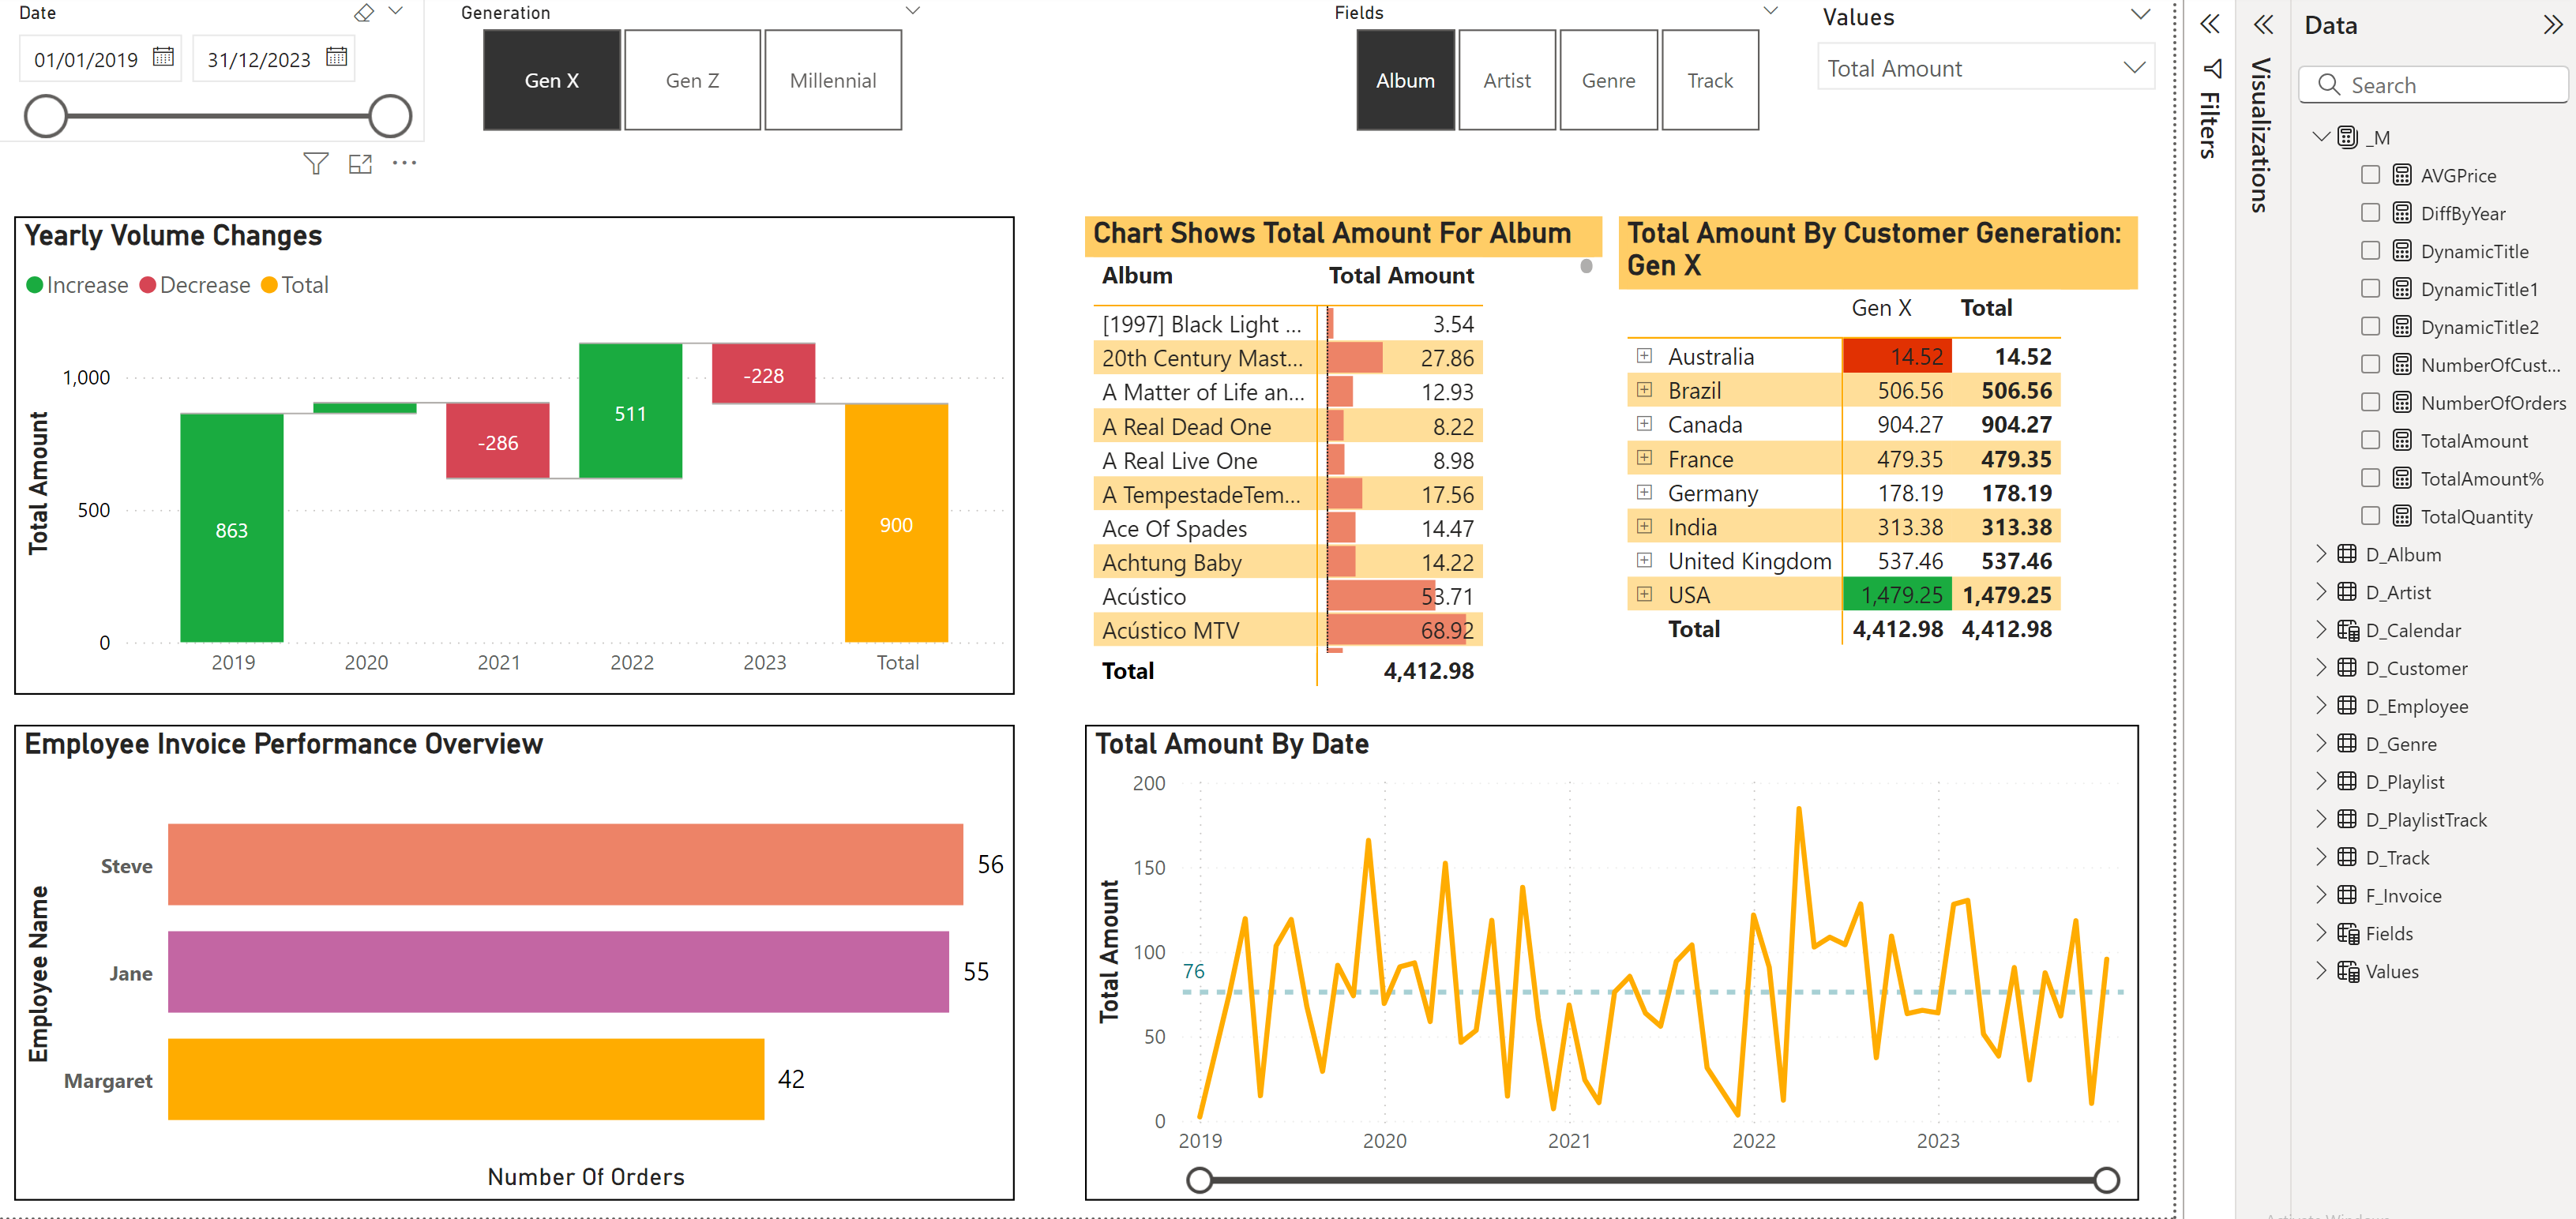 Date
01/01/2019
31/12/2023
Generation
Gen X
Gen Z
Millennial
Fields
Album
Artist
Genre
Track
Values
Total Amount
Yearly Volume Changes
Increase
Decrease
Total
Total Amount
1,000
500
0
863
-286
511
-228
900
2019
2020
2021
2022
2023
Total
Chart Shows Total Amount For Album
Album Total Amount
[1997] Black Light ... 3.54
20th Century Mast... 27.86
A Matter of Life an... 12.93
A Real Dead One 8.22
A Real Live One 8.98
A TempestadeTem... 17.56
Ace Of Spades 14.47
Achtung Baby 14.22
Acústico 53.71
Acústico MTV 68.92
Total 4,412.98
Total Amount By Customer Generation:
Gen X
Gen X Total
Australia 14.52 14.52
Brazil 506.56 506.56
Canada 904.27 904.27
France 479.35 479.35
Germany 178.19 178.19
India 313.38 313.38
United Kingdom 537.46 537.46
USA 1,479.25 1,479.25
Total 4,412.98 4,412.98
Employee Invoice Performance Overview
Employee Name
Steve 56
Jane 55
Margaret 42
Number Of Orders
Total Amount By Date
Total Amount
200
150
100
76
50
0
2019
2020
2021
2022
2023
Filters
Visualizations
Data
Search
_M
AVGPrice
DiffByYear
DynamicTitle
DynamicTitle1
DynamicTitle2
NumberOfCust...
NumberOfOrders
TotalAmount
TotalAmount%
TotalQuantity
D_Album
D_Artist
D_Calendar
D_Customer
D_Employee
D_Genre
D_Playlist
D_PlaylistTrack
D_Track
F_Invoice
Fields
Values